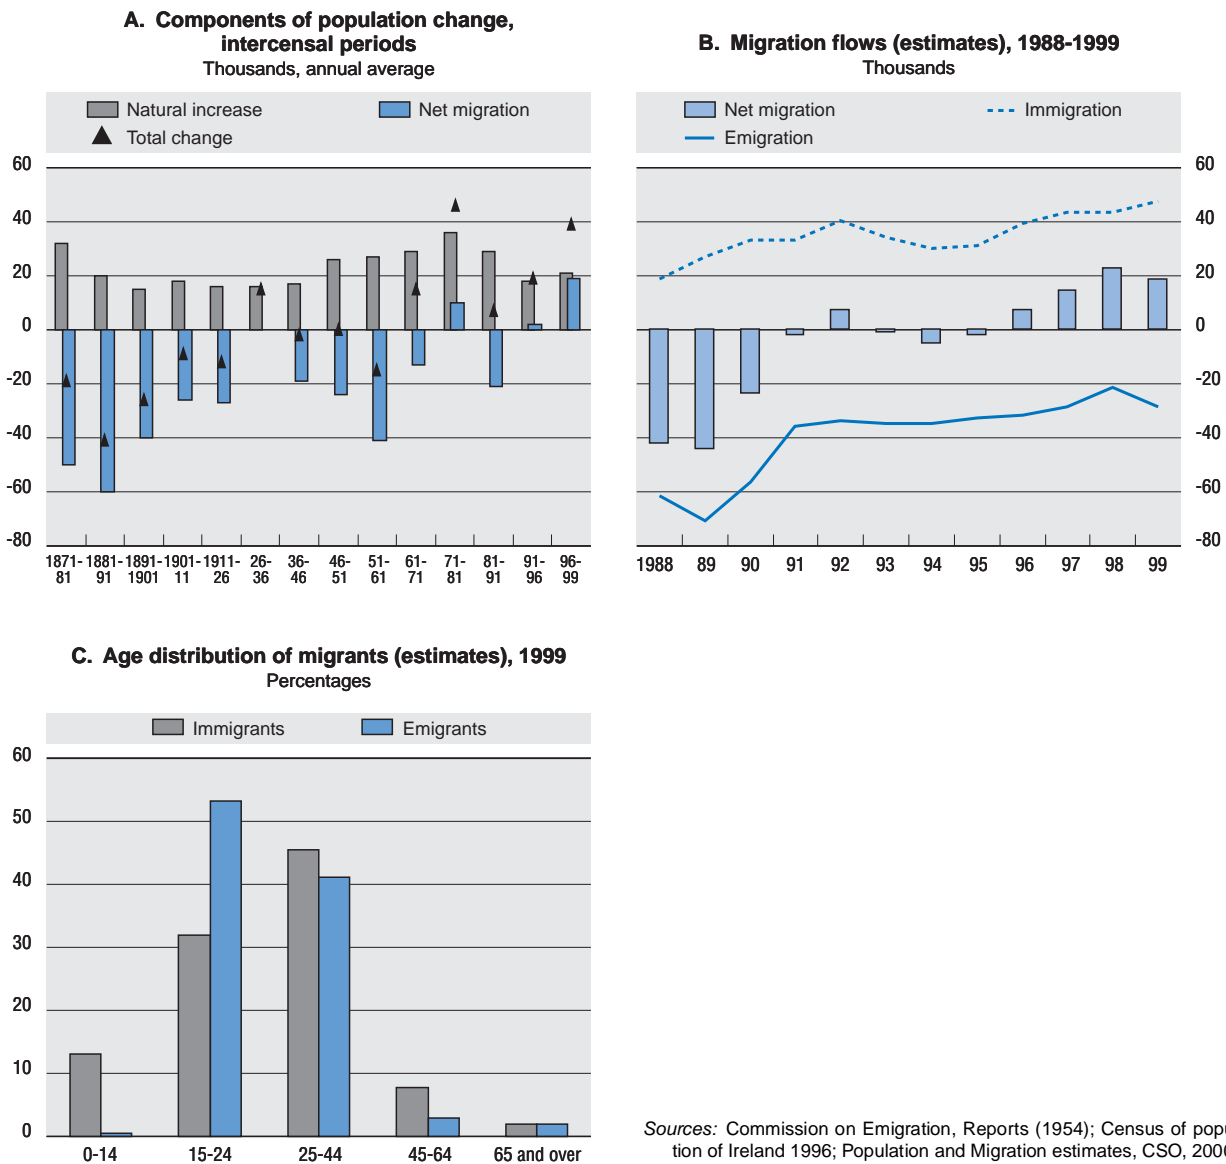 A. Components of population change,
intercensal periods
Thousands, annual average
Natural increase
Net migration
Total change
60
40
20
0
-20
-40
-60
-80
1871-81
1881-91
1891-1901
1901-11
1911-26
26-36
36-46
46-51
51-61
61-71
71-81
81-91
91-96
96-99
B. Migration flows (estimates), 1988-1999
Thousands
Net migration
Immigration
Emigration
60
40
20
0
-20
-40
-60
-80
1988 89 90 91 92 93 94 95 96 97 98 99
C. Age distribution of migrants (estimates), 1999
Percentages
Immigrants
Emigrants
60
50
40
30
20
10
0
0-14 15-24 25-44 45-64 65 and over
Sources: Commission on Emigration, Reports (1954); Census of
tion of Ireland 1996; Population and Migration estimates, CSO,